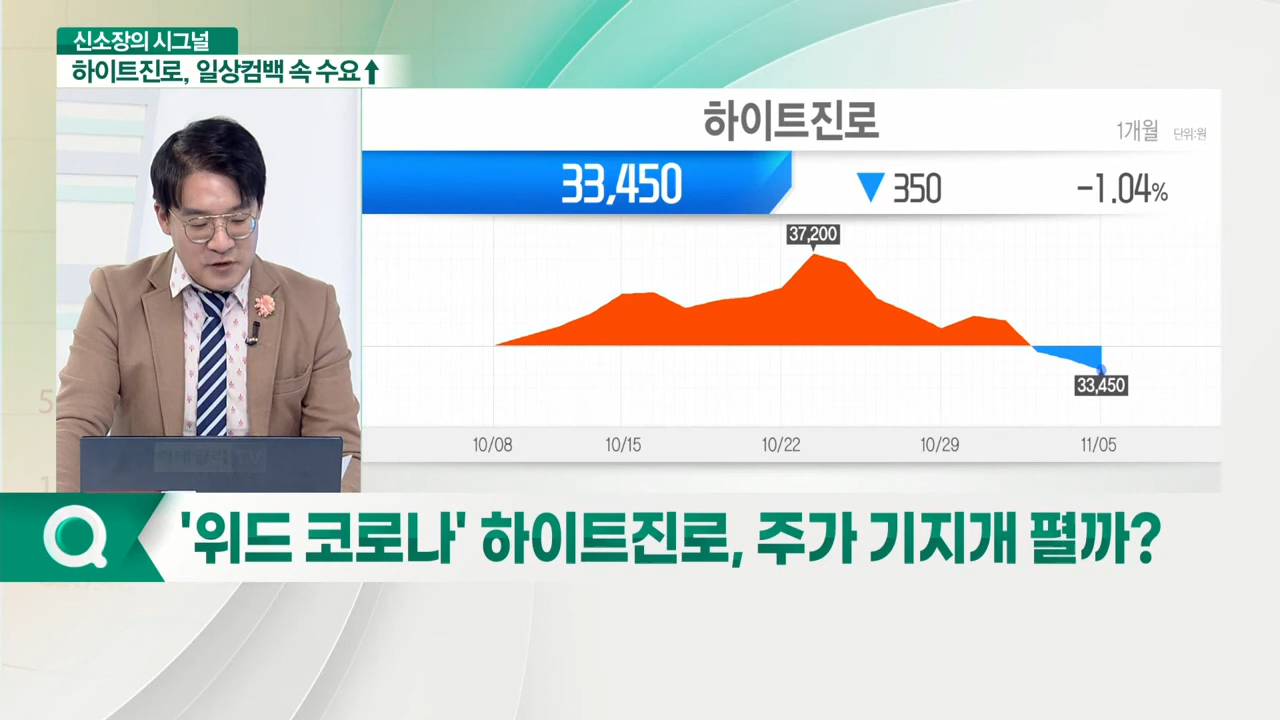 신소장의 시그널
하이트진로, 일상컴백 속 수요↑
하이트진로
1개월 단위:원
33,450 ▼350 -1.04%
37,200
33,450
10/08 10/15 10/22 10/29 11/05
'위드 코로나' 하이트진로, 주가 기지개 펼까?